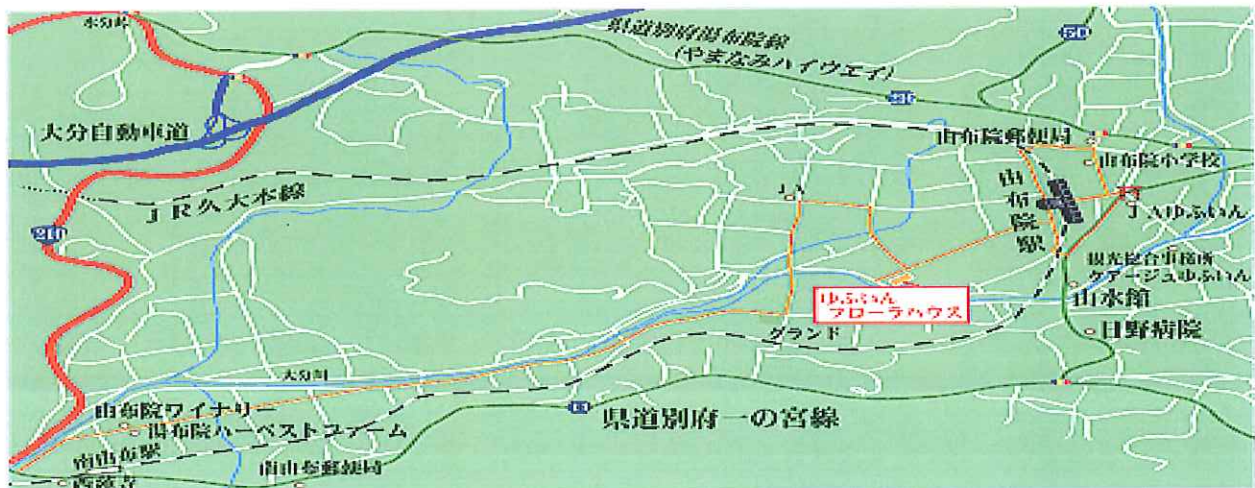 水分峠
県道別府湯布院線
(やまなみハイウエイ)
50
210
大分自動車道
由布院郵便局
由布院小学校
由布院駅
JAゆふいん
JR久大本線
JA
210
観光総合事務所
ケアージュゆふいん
山水館
ゆふいん
フローラハウス
日野病院
グランド
大分川
11
県道別府一の宮線
由布院ワイナリー
湯布院ハーベストファーム
南由布駅
南由布郵便局